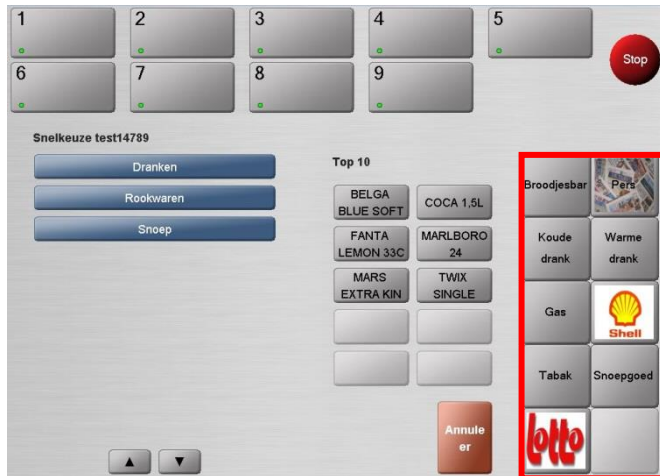 1
2
3
4
5
6
7
8
9
Stop
Snelkeuze test14789
Dranken
Rookwaren
Snoep
Top 10
BELGA
BLUE SOFT
COCA 1,5L
FANTA
LEMON 33C
MARLBORO
24
MARS
EXTRA KIN
TWIX
SINGLE
Annule
er
Broodjesbar
Pers
Koude
drank
Warme
drank
Gas
Shell
Tabak
Snoepgoed
lotto